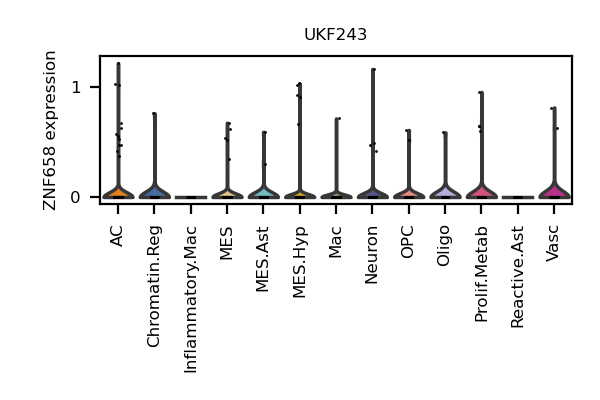 UKF243
ZNF658 expression
1
0
AC
Chromatin.Reg
Inflammatory.Mac
MES
MES.Ast
MES.Hyp
Mac
Neuron
OPC
Oligo
Prolif.Metab
Reactive.Ast
Vasc